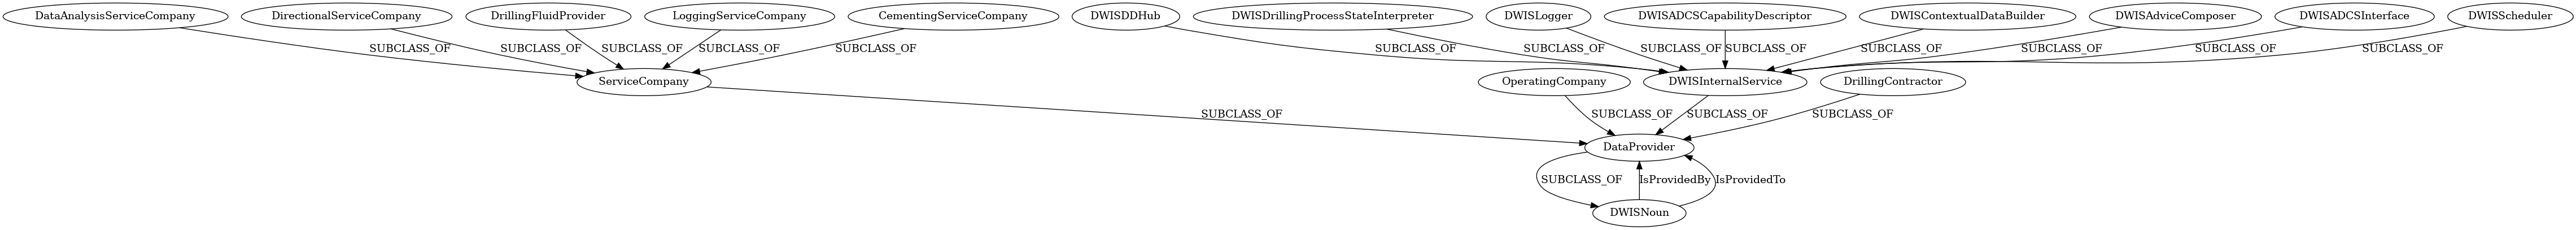 DataAnalysisServiceCompany
DirectionalServiceCompany
DrillingFluidProvider
LoggingServiceCompany
CementingServiceCompany
DWISDDHub
DWISDrillingProcessStateInterpreter
DWISLogger
DWISADCSCapabilityDescriptor
DWISContextualDataBuilder
DWISAdviceComposer
DWISADCSInterface
DWISScheduler
SUBCLASS_OF
SUBCLASS_OF
SUBCLASS_OF
SUBCLASS_OF
SUBCLASS_OF
SUBCLASS_OF
SUBCLASS_OF
SUBCLASS_OF
SUBCLASS_OF
SUBCLASS_OF
SUBCLASS_OF
SUBCLASS_OF
SUBCLASS_OF
ServiceCompany
OperatingCompany
DWISInternalService
DrillingContractor
SUBCLASS_OF
SUBCLASS_OF
SUBCLASS_OF
SUBCLASS_OF
DataProvider
SUBCLASS_OF
IsProvidedBy
IsProvidedTo
DWISNoun